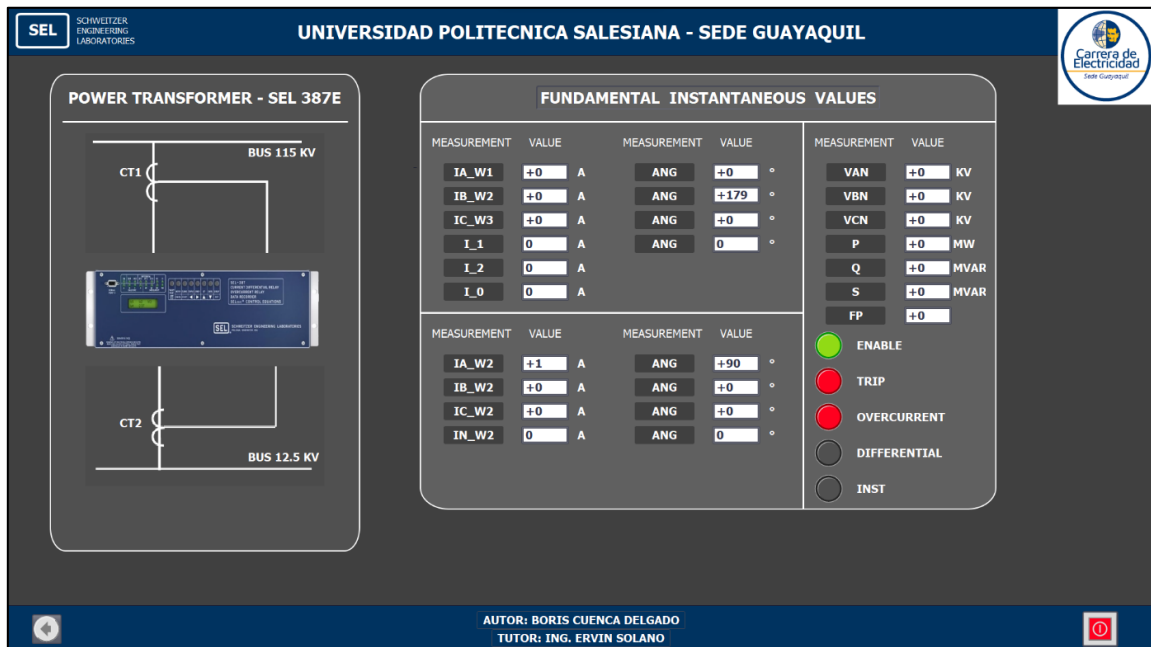 SEL
SCHWEITZER
ENGINEERING
LABORATORIES
UNIVERSIDAD POLITECNICA SALESIANA - SEDE GUAYAQUIL
Carrera de
Electricidad
Sede Guayaquil
POWER TRANSFORMER - SEL 387E
BUS 115 KV
CT1
SEL
CT2
BUS 12.5 KV
FUNDAMENTAL INSTANTANEOUS VALUES
MEASUREMENT VALUE MEASUREMENT VALUE
IA_W1 +0 A ANG +0 °
IB_W2 +0 A ANG +179 °
IC_W3 +0 A ANG +0 °
I_1 0 A ANG 0 °
I_2 0 A
I_0 0 A
MEASUREMENT VALUE MEASUREMENT VALUE
IA_W2 +1 A ANG +90 °
IB_W2 +0 A ANG +0 °
IC_W2 +0 A ANG +0 °
IN_W2 0 A ANG 0 °
MEASUREMENT VALUE
VAN +0 KV
VBN +0 KV
VCN +0 KV
P +0 MW
Q +0 MVAR
S +0 MVAR
FP +0
ENABLE
TRIP
OVERCURRENT
DIFFERENTIAL
INST
AUTOR: BORIS CUENCA DELGADO
TUTOR: ING. ERVIN SOLANO